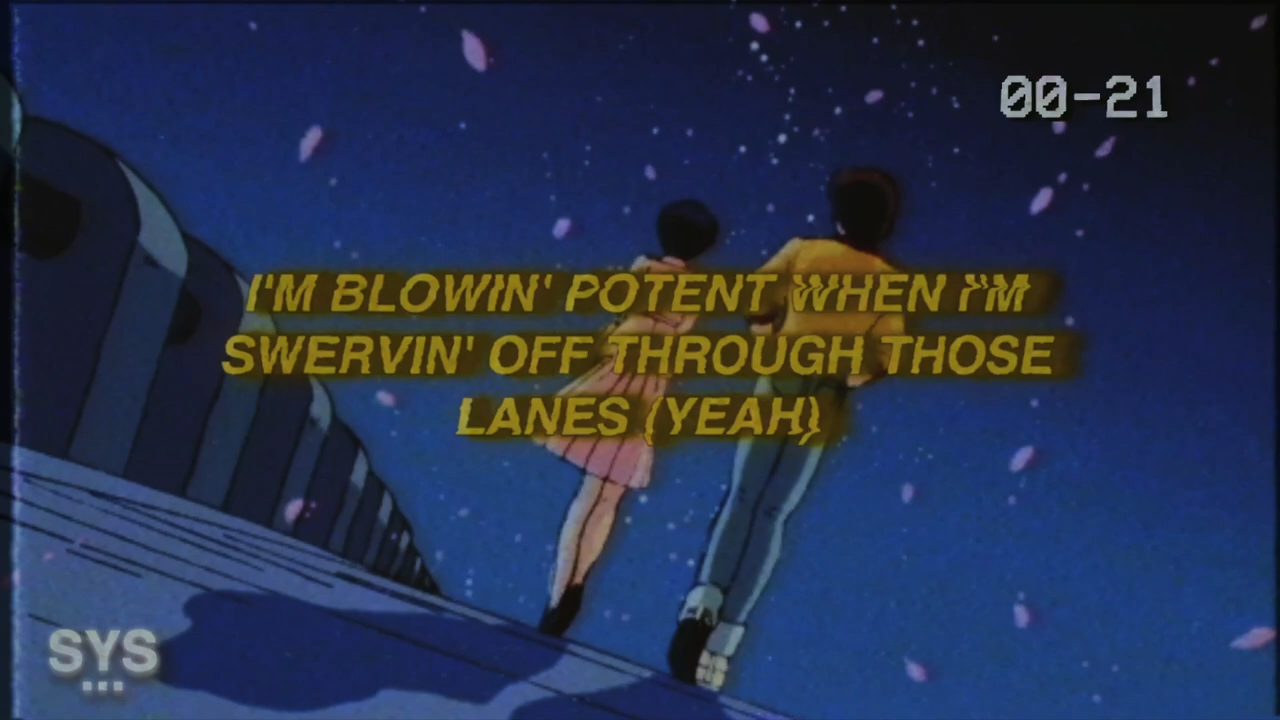 00-21
I'M BLOWIN' POTENT WHEN I'M
SWERVIN' OFF THROUGH THOSE
LANES (YEAH)
SYS